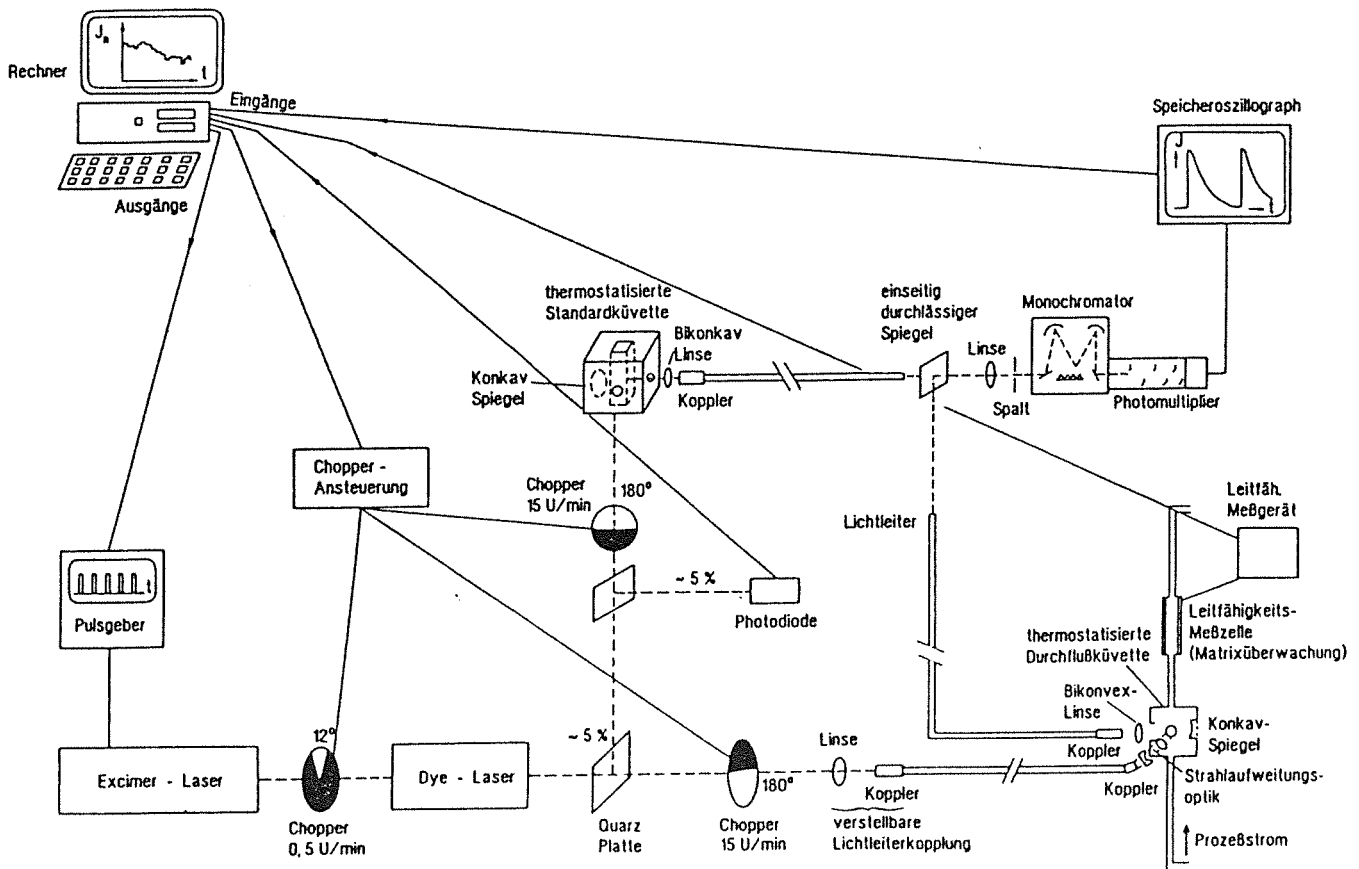 J_n
t
Rechner
Eingänge
Ausgänge
Speicheroszillograph
J
t
thermostatisierte
Standardküvette
Bikonkav
Linse
Konkav
Spiegel
Koppler
einseitig
durchlässiger
Spiegel
Linse
Spalt
Monochromator
Photomultiplier
Chopper -
Ansteuerung
Chopper
15 U/min
180°
Lichtleiter
Leitfäh.
Meßgerät
t
Pulsgeber
~ 5 %
Photodiode
Leitfähigkeits-
Meßzelle
(Matrixüberwachung)
thermostatisierte
Durchflußküvette
Bikonvex-
Linse
Koppler
Konkav-
Spiegel
Strahlaufweitungs-
optik
Koppler
Excimer - Laser
12°
Chopper
0,5 U/min
Dye - Laser
~ 5 %
Quarz
Platte
180°
Chopper
15 U/min
Linse
Koppler
verstellbare
Lichtleiterkopplung
Prozeßstrom